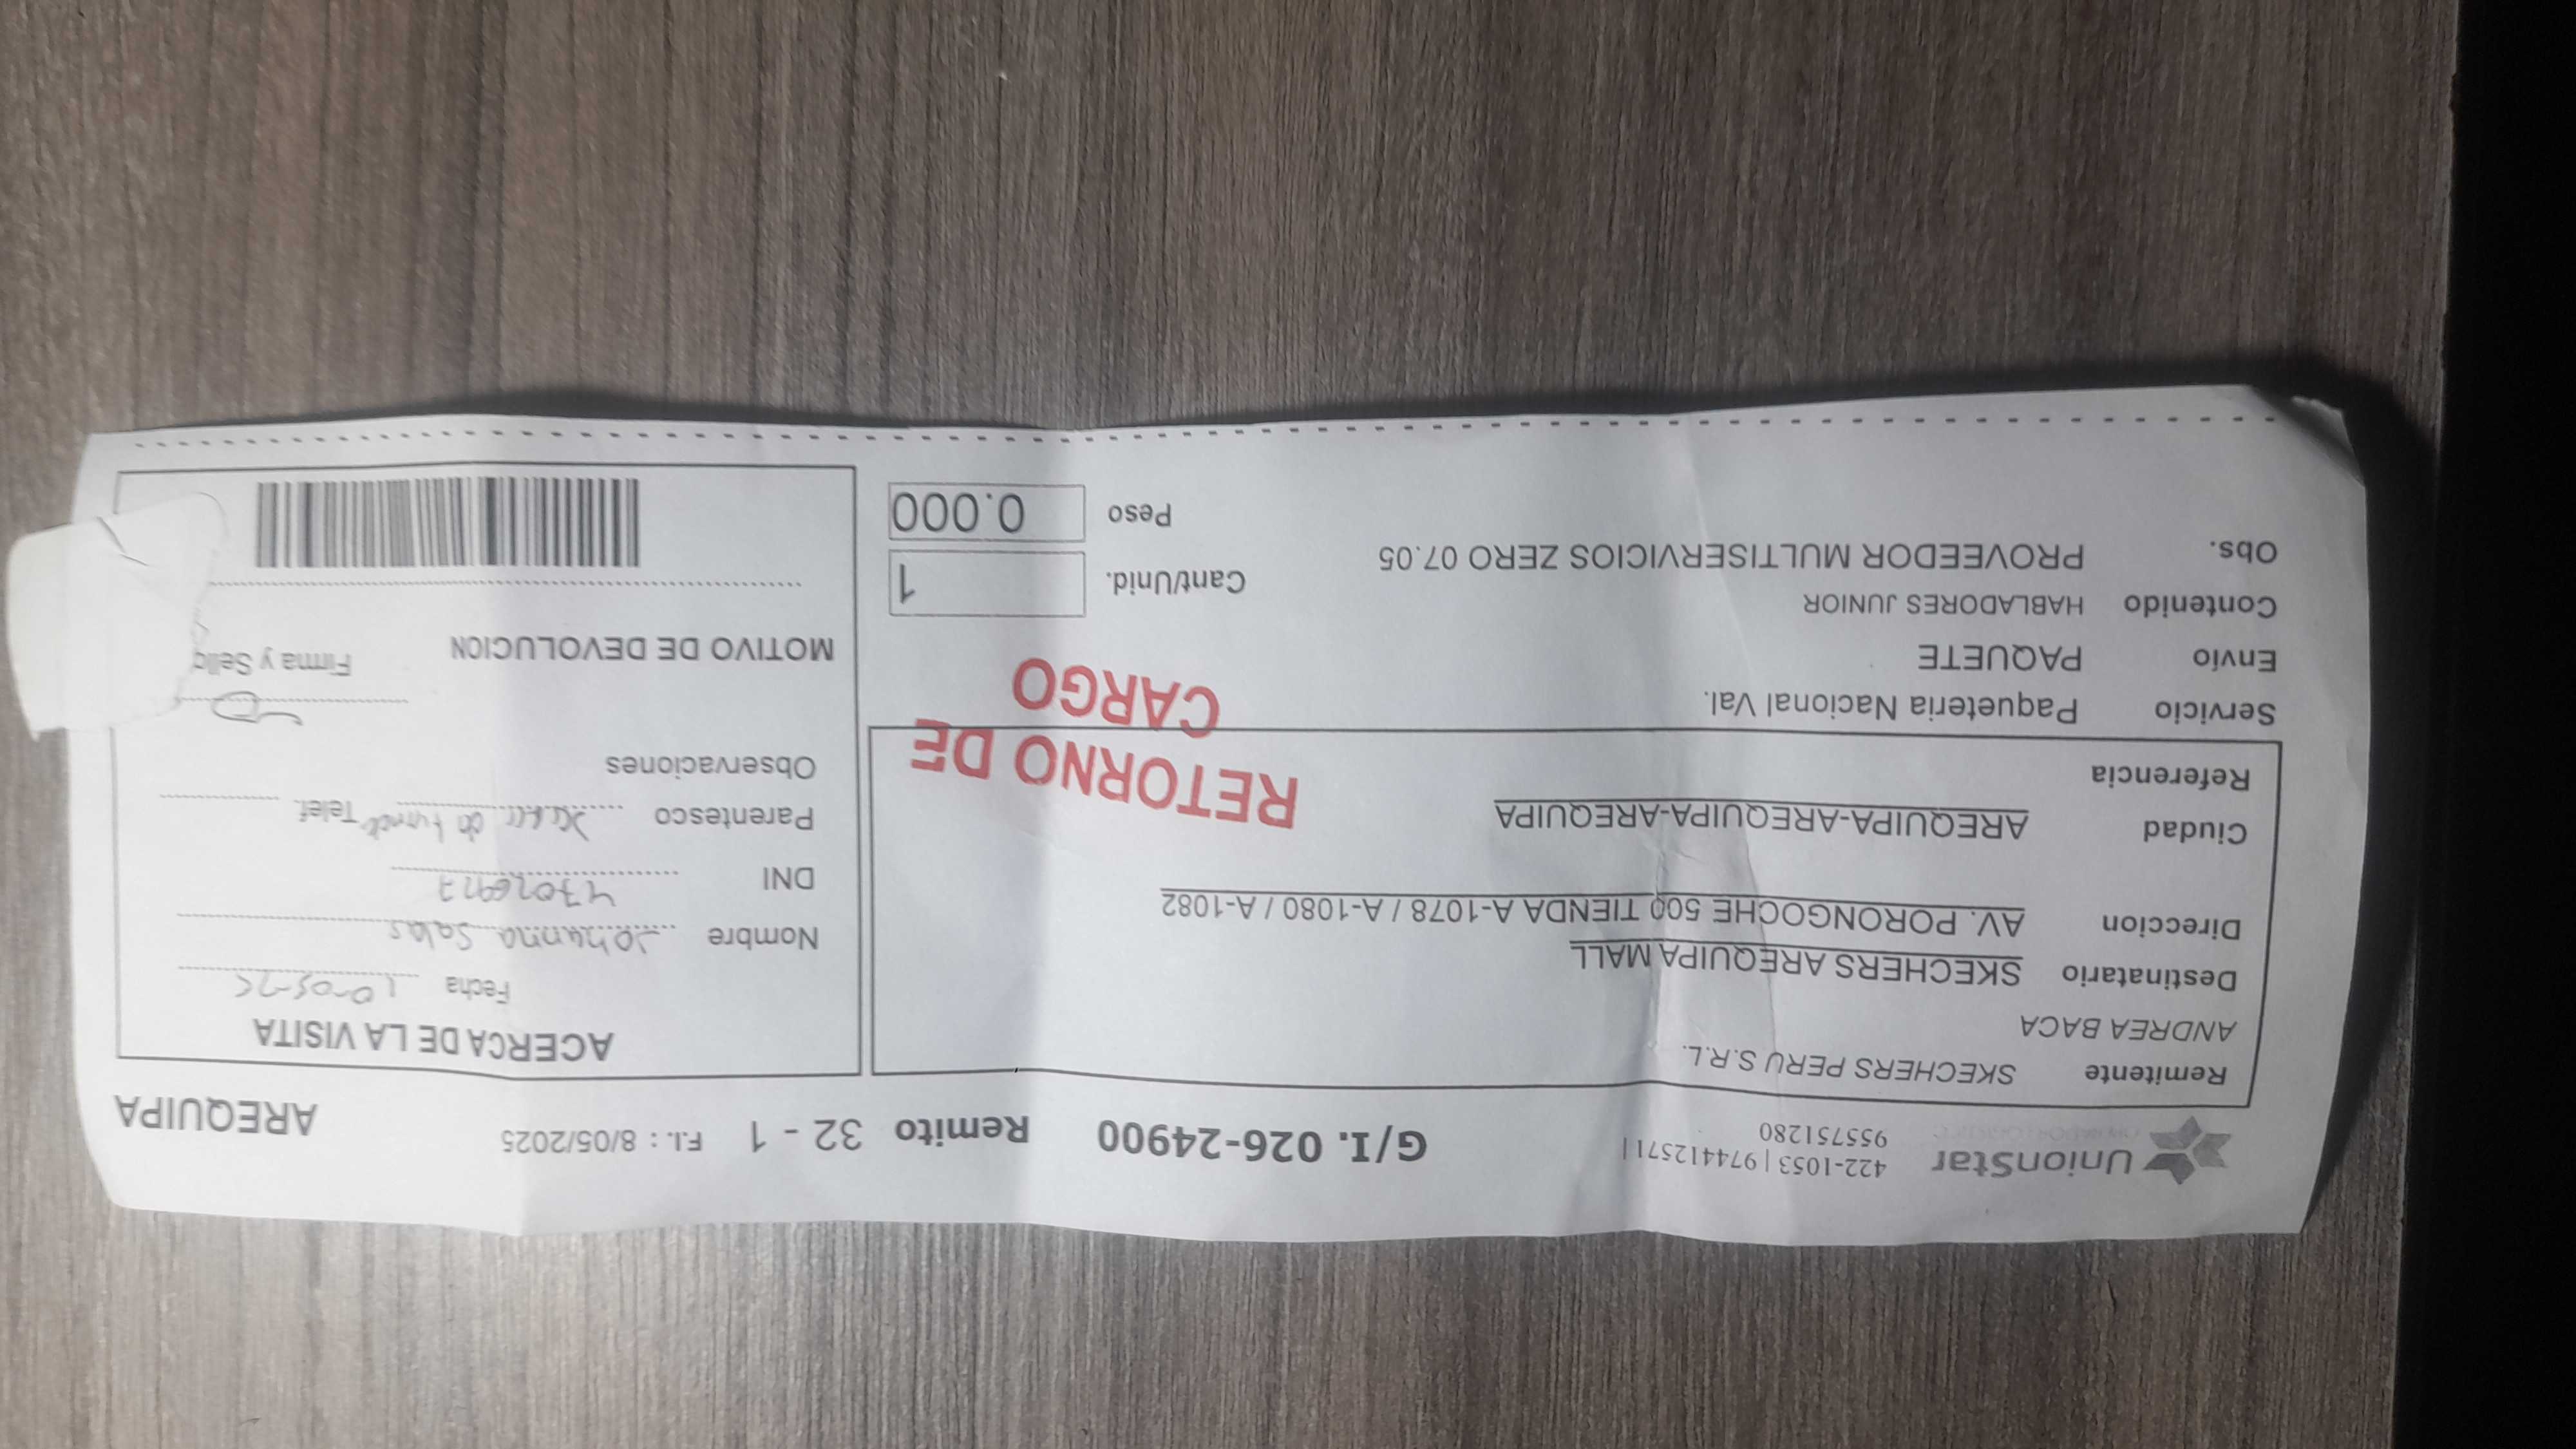 UnionStar 422-1053 | 974412571 |
955751280
G/I. 026-24900 Remito 32 - 1 F.I. : 8/05/2025 AREQUIPA
Remitente SKECHERS PERU S.R.L.
ANDREA BACA
Destinatario SKECHERS AREQUIPA MALL
Direccion AV. PORONGOCHE 500 TIENDA A-1078 / A-1080 / A-1082
Ciudad AREQUIPA-AREQUIPA-AREQUIPA
Referencia
RETORNO DE
CARGO
Servicio Paqueteria Nacional Val.
Envío PAQUETE
Contenido HABLADORES JUNIOR
Obs. PROVEEDOR MULTISERVICIOS ZERO 07.05
Cant/Unid. 1
Peso 0.000
ACERCA DE LA VISITA
Fecha
Nombre Johanna Salas
DNI
Parentesco Telef.
Observaciones
Firma y Sello
MOTIVO DE DEVOLUCION